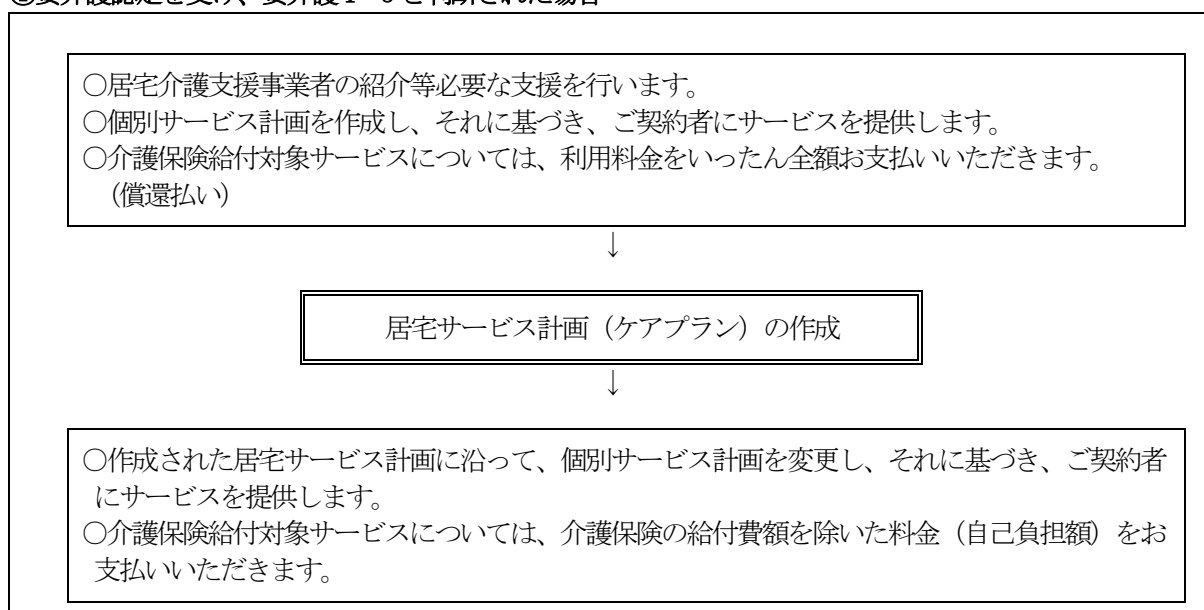 ○居宅介護支援事業者の紹介等必要な支援を行います。
○個別サービス計画を作成し、それに基づき、ご契約者にサービスを提供します。
○介護保険給付対象サービスについては、利用料金をいったん全額お支払いいただきます。
（償還払い）
↓
居宅サービス計画（ケアプラン）の作成
↓
○作成された居宅サービス計画に沿って、個別サービス計画を変更し、それに基づき、ご契約者
にサービスを提供します。
○介護保険給付対象サービスについては、介護保険の給付費額を除いた料金（自己負担額）をお
支払いいただきます。